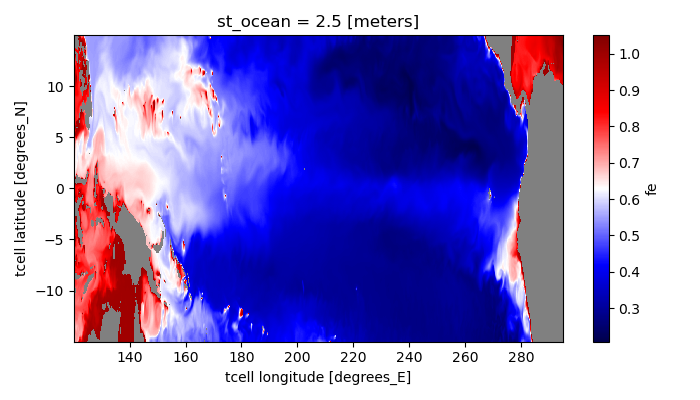 st_ocean = 2.5 [meters]
10
5
0
−5
−10
tcell latitude [degrees_N]
140 160 180 200 220 240 260 280
tcell longitude [degrees_E]
1.0
0.9
0.8
0.7
0.6
0.5
0.4
0.3
fe